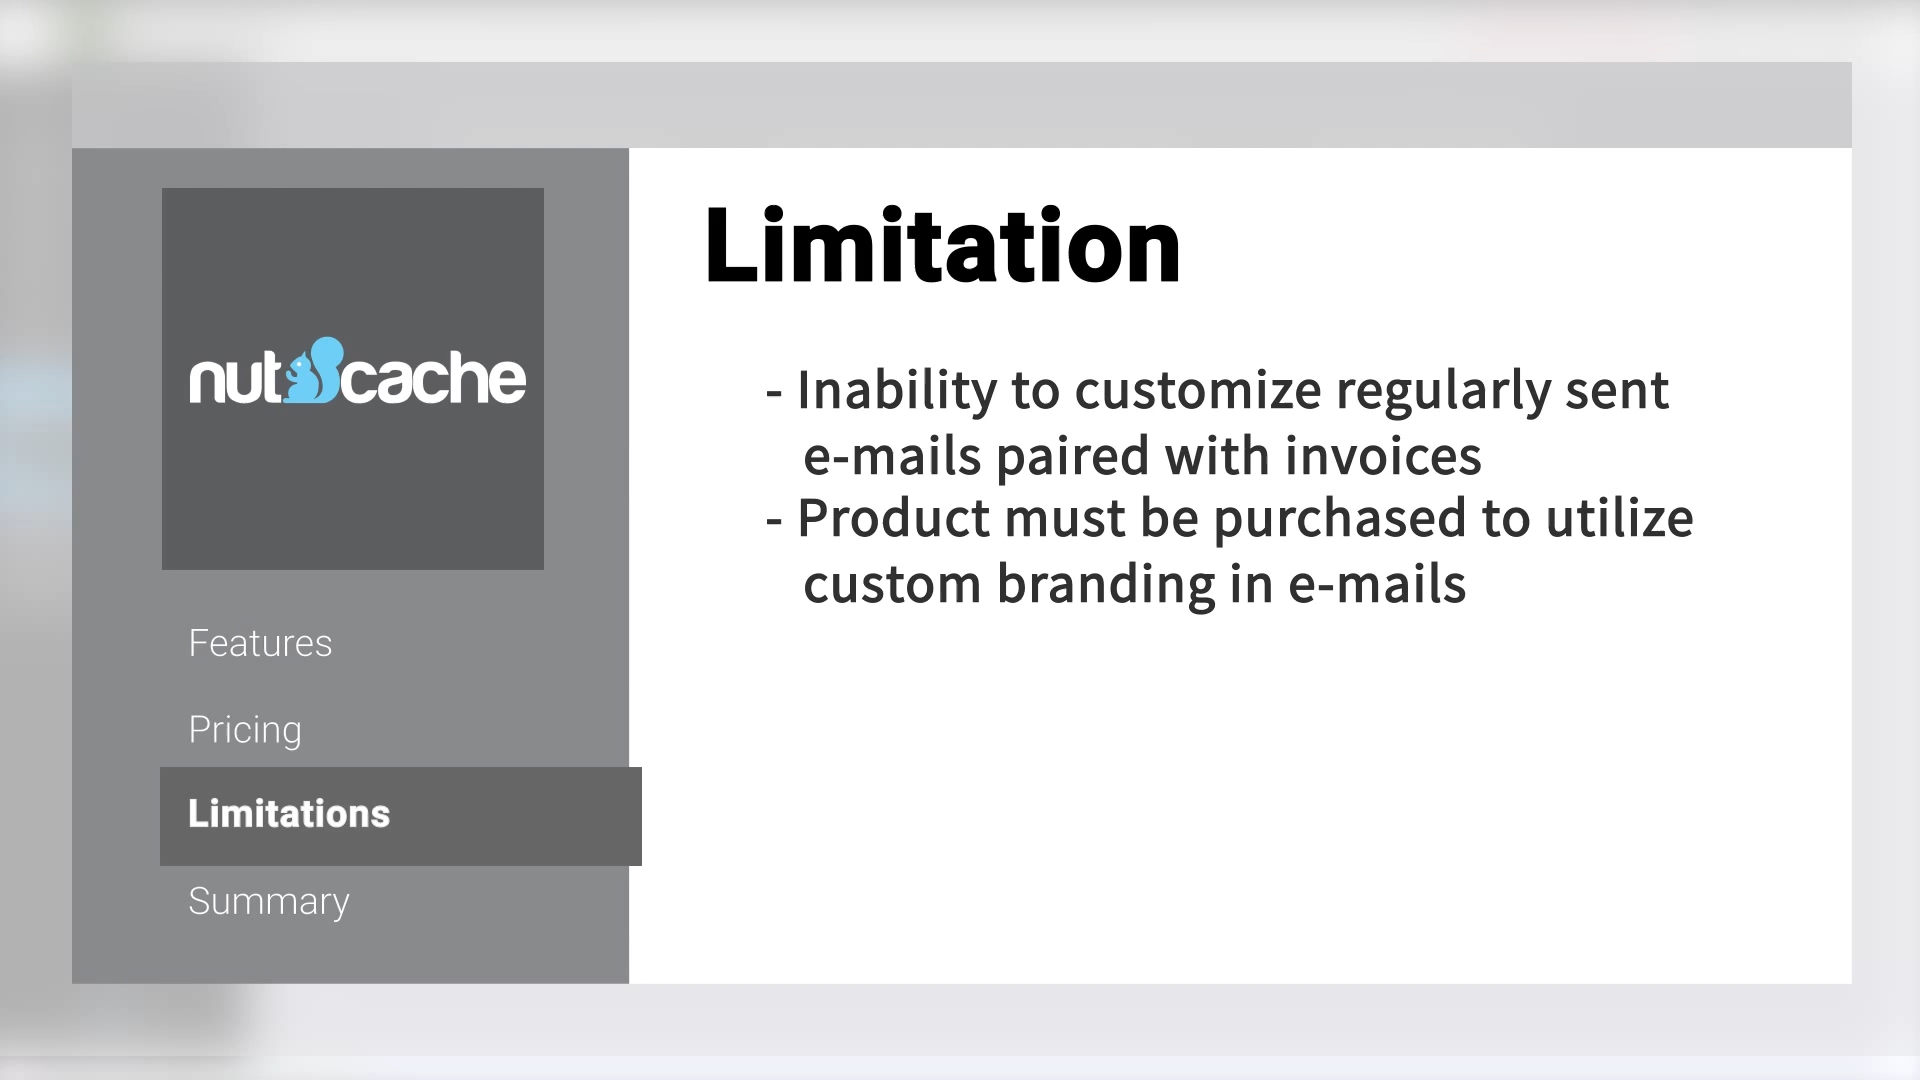 nutcache
Features
Pricing
Limitations
Summary
Limitation
- Inability to customize regularly sent
e-mails paired with invoices
- Product must be purchased to utilize
custom branding in e-mails